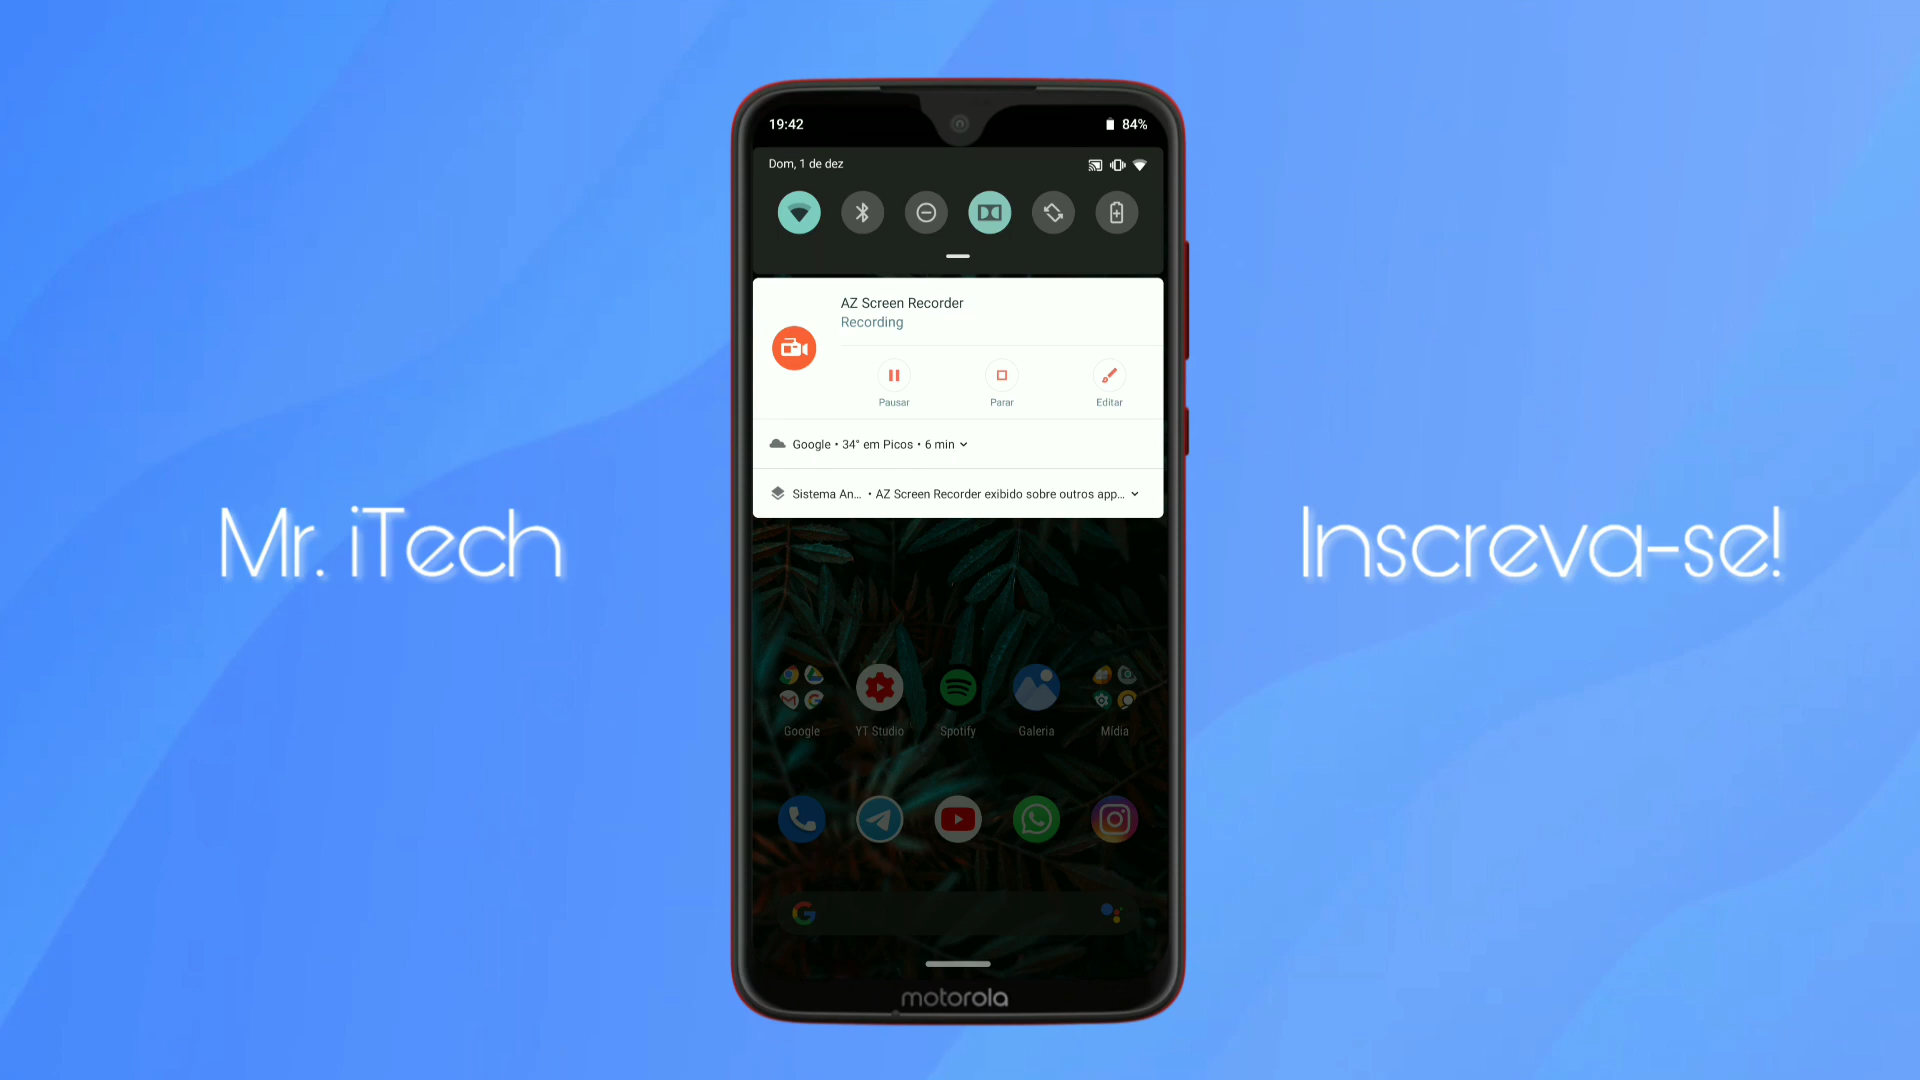 19:42
84%
Dom, 1 de dez
AZ Screen Recorder
Recording
Pausar
Parar
Editar
Google • 34° em Picos • 6 min
Sistema An... • AZ Screen Recorder exibido sobre outros app...
Mr. iTech
Inscreva-se!
Google
YT Studio
Spotify
Galeria
Mídia
motorola